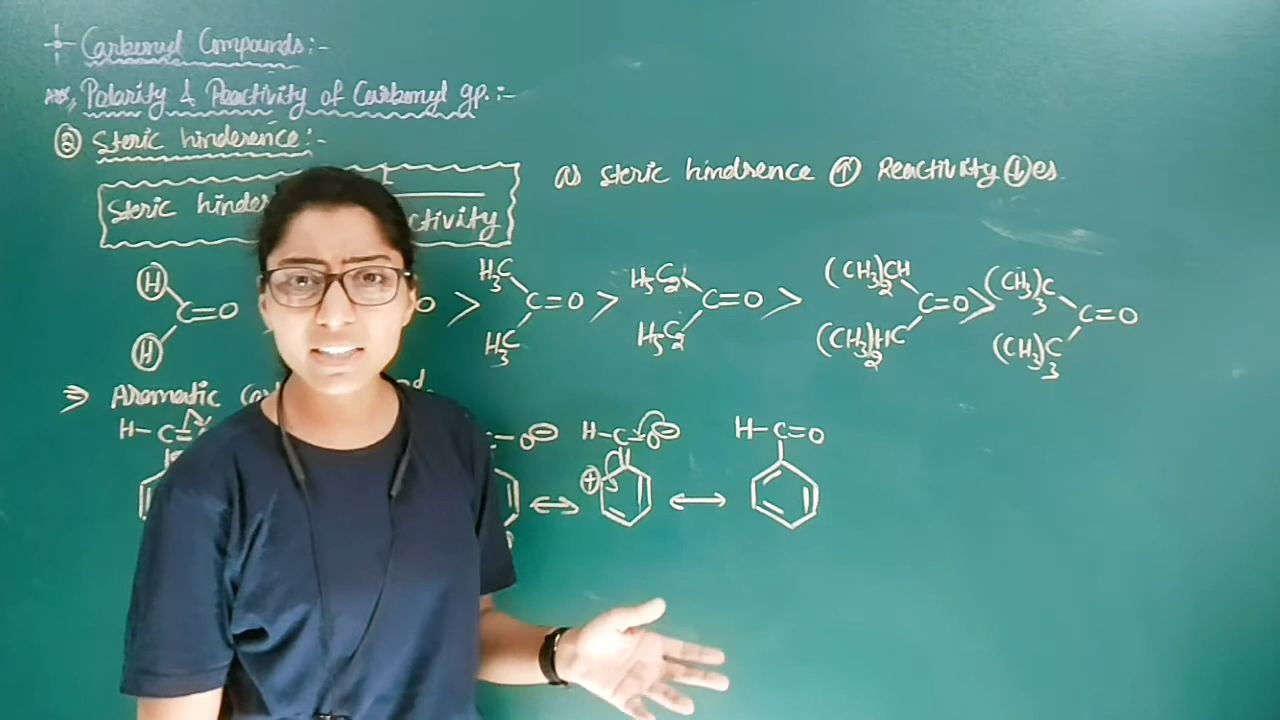 Carbonyl Compounds:-
Polarity & Reactivity of Carbonyl gp.:-
② Steric hinderence:-
as steric hindrence ↑ Reactivity ↓es.
Steric hinde ctivity
H H C=O O > H₃C H₃C C=O > H₅C₂ H₅C₂ C=O > (CH₃)₂CH (CH₃)₂HC C=O > (CH₃)₃C (CH₃)₃C C=O
⇒ Aromatic
H-C= -O⊖ H-C-O⊖ H-C=O
⊕ ↔ ↔